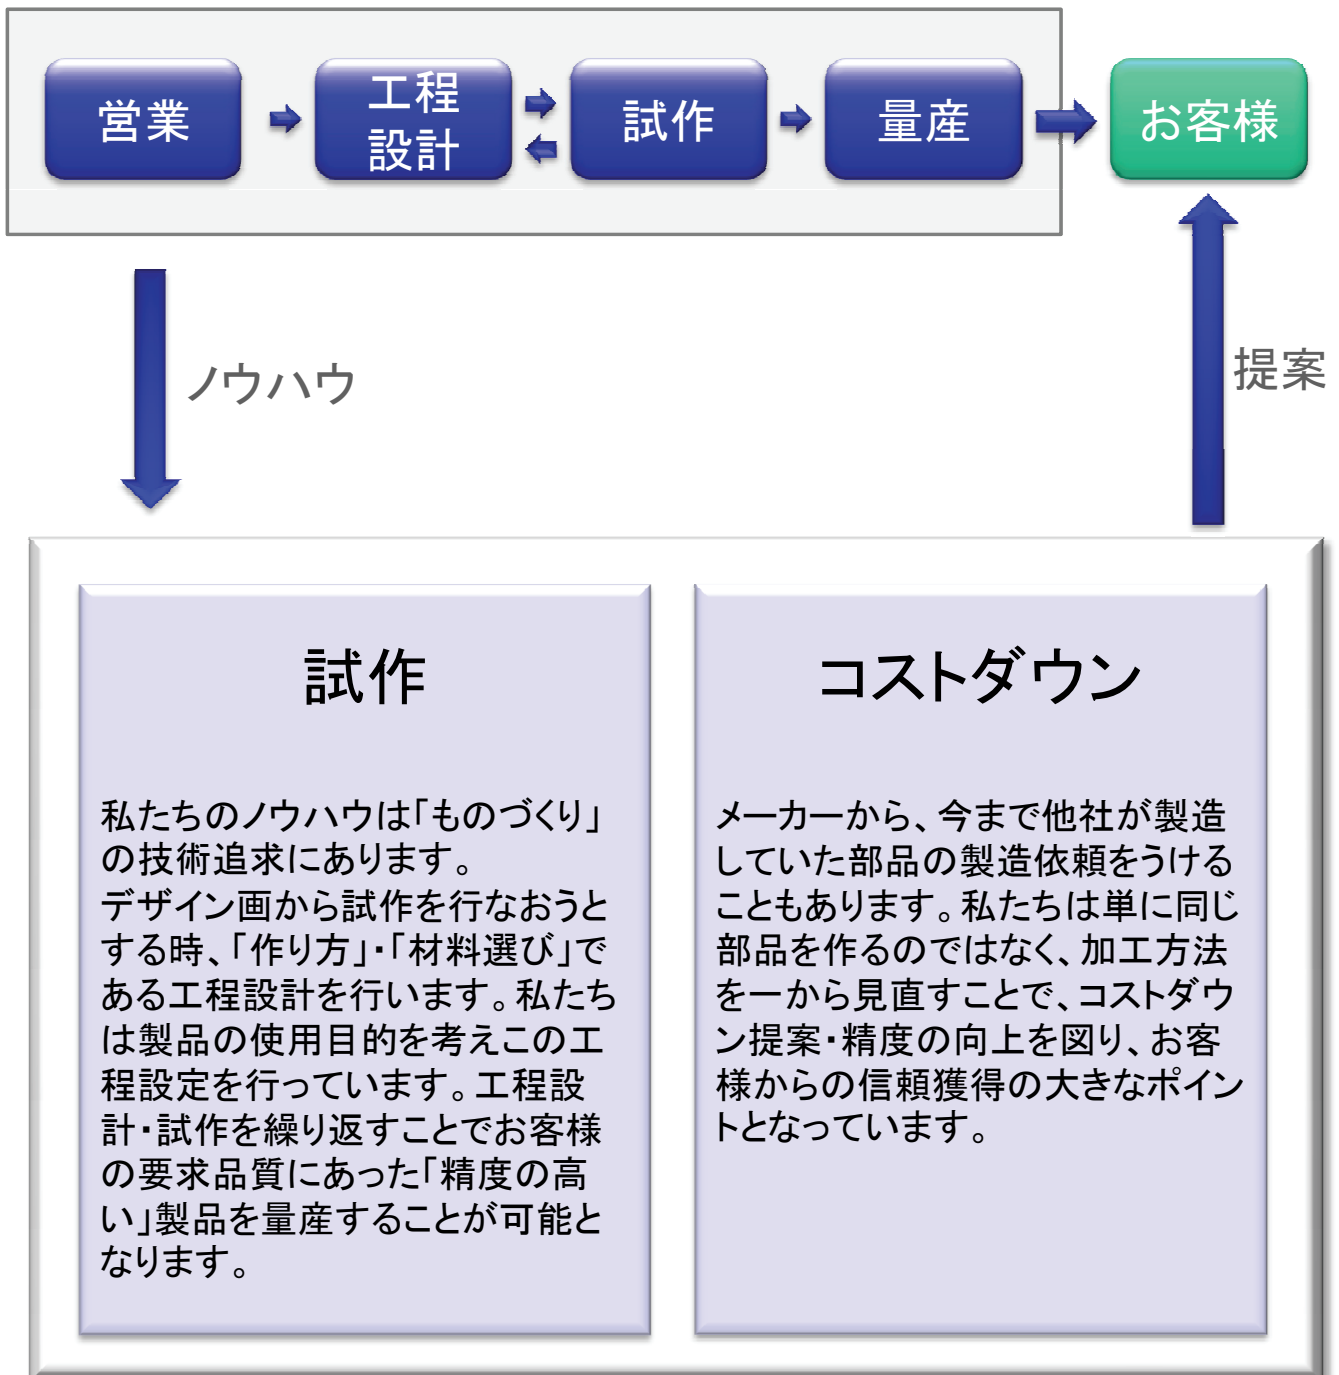 営業
工程
設計
試作
量産
お客様
ノウハウ
提案
試作
私たちのノウハウは「ものづくり」
の技術追求にあります。
デザイン画から試作を行なおうと
する時、「作り方」・「材料選び」で
ある工程設計を行います。私たち
は製品の使用目的を考えこの工
程設定を行っています。工程設
計・試作を繰り返すことでお客様
の要求品質にあった「精度の高
い」製品を量産することが可能と
なります。
コストダウン
メーカーから、今まで他社が製造
していた部品の製造依頼をうける
こともあります。私たちは単に同じ
部品を作るのではなく、加工方法
を一から見直すことで、コストダウ
ン提案・精度の向上を図り、お客
様からの信頼獲得の大きなポイン
トとなっています。